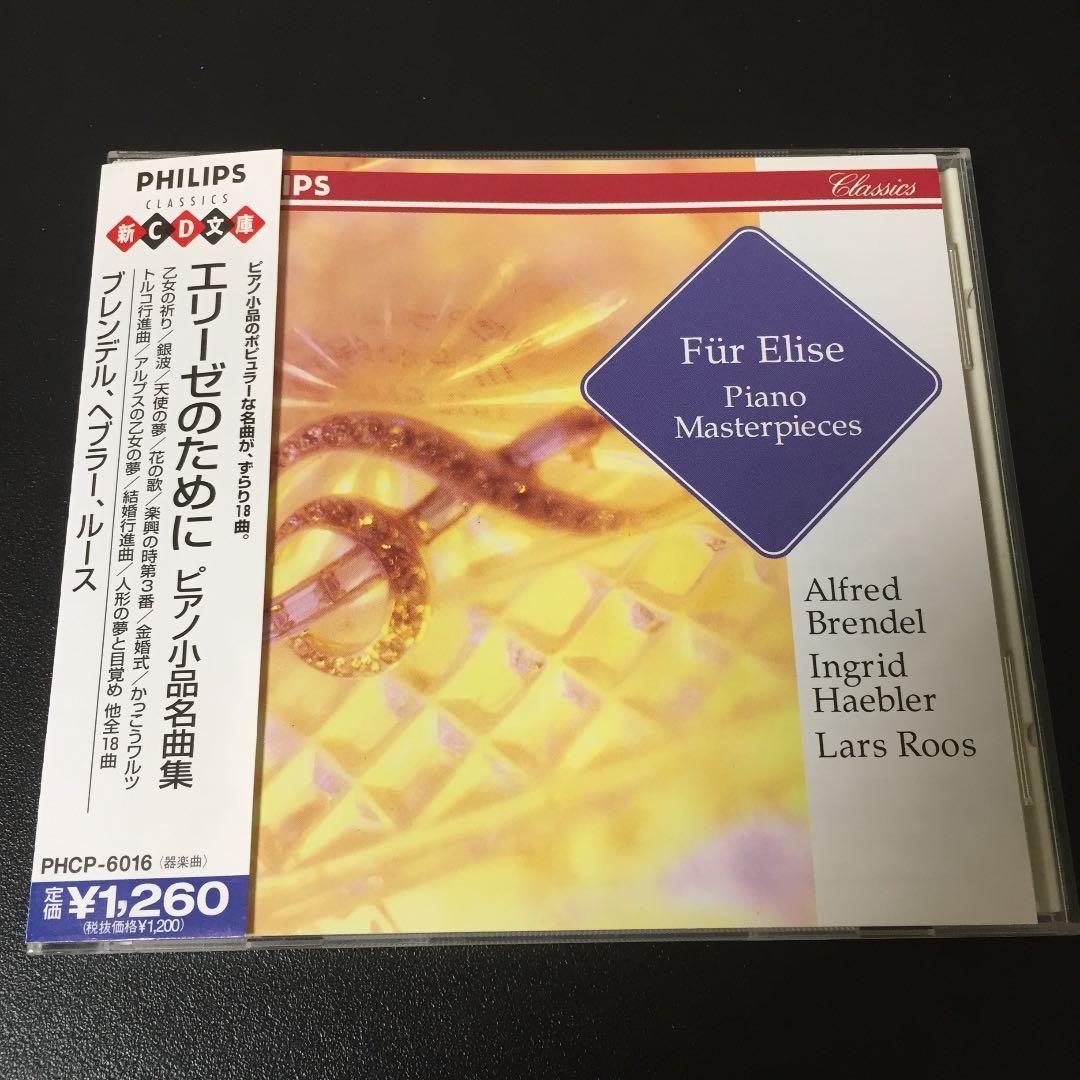 PHILIPS
CLASSICS
新CD文庫
ピアノ小品のポピュラーな名曲が、ずらり18曲。
エリーゼのために ピアノ小品名曲集
乙女の祈り/銀波/天使の夢/花の歌/楽興の時第3番/金婚式/かっこうワルツ
トルコ行進曲/アルプスの乙女の夢/結婚行進曲/人形の夢と目覚め 他全18曲
ブレンデル、ヘブラー、ルース
PHCP-6016〈器楽曲〉
定価¥1,260
(税抜価格¥1,200)
IPS
Classics
Für Elise
Piano
Masterpieces
Alfred
Brendel
Ingrid
Haebler
Lars Roos